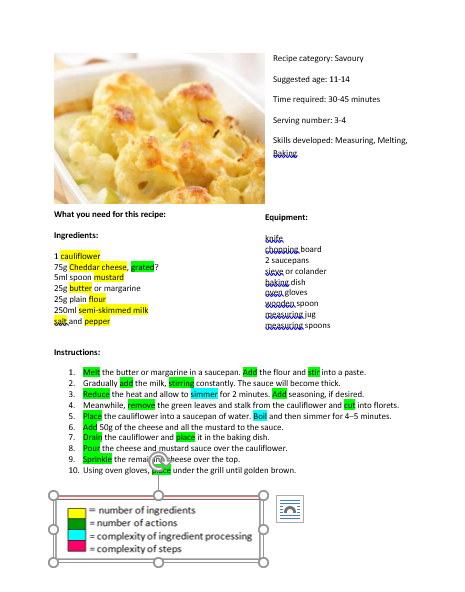 Recipe category: Savoury
Suggested age: 11-14
Time required: 30-45 minutes
Serving number: 3-4
Skills developed: Measuring, Melting,
Baking
What you need for this recipe:
Ingredients:
1 cauliflower
75g Cheddar cheese, grated?
5ml spoon mustard
25g butter or margarine
25g plain flour
250ml semi-skimmed milk
salt and pepper
Equipment:
knife
chopping board
2 saucepans
sieve or colander
baking dish
oven gloves
wooden spoon
measuring jug
measuring spoons
Instructions:
1. Melt the butter or margarine in a saucepan. Add the flour and stir into a paste.
2. Gradually add the milk, stirring constantly. The sauce will become thick.
3. Reduce the heat and allow to simmer for 2 minutes. Add seasoning, if desired.
4. Meanwhile, remove the green leaves and stalk from the cauliflower and cut into florets.
5. Place the cauliflower into a saucepan of water. Boil and then simmer for 4–5 minutes.
6. Add 50g of the cheese and all the mustard to the sauce.
7. Drain the cauliflower and place it in the baking dish.
8. Pour the cheese and mustard sauce over the cauliflower.
9. Sprinkle the remaining cheese over the top.
10. Using oven gloves, place under the grill until golden brown.
= number of ingredients
= number of actions
= complexity of ingredient processing
= complexity of steps